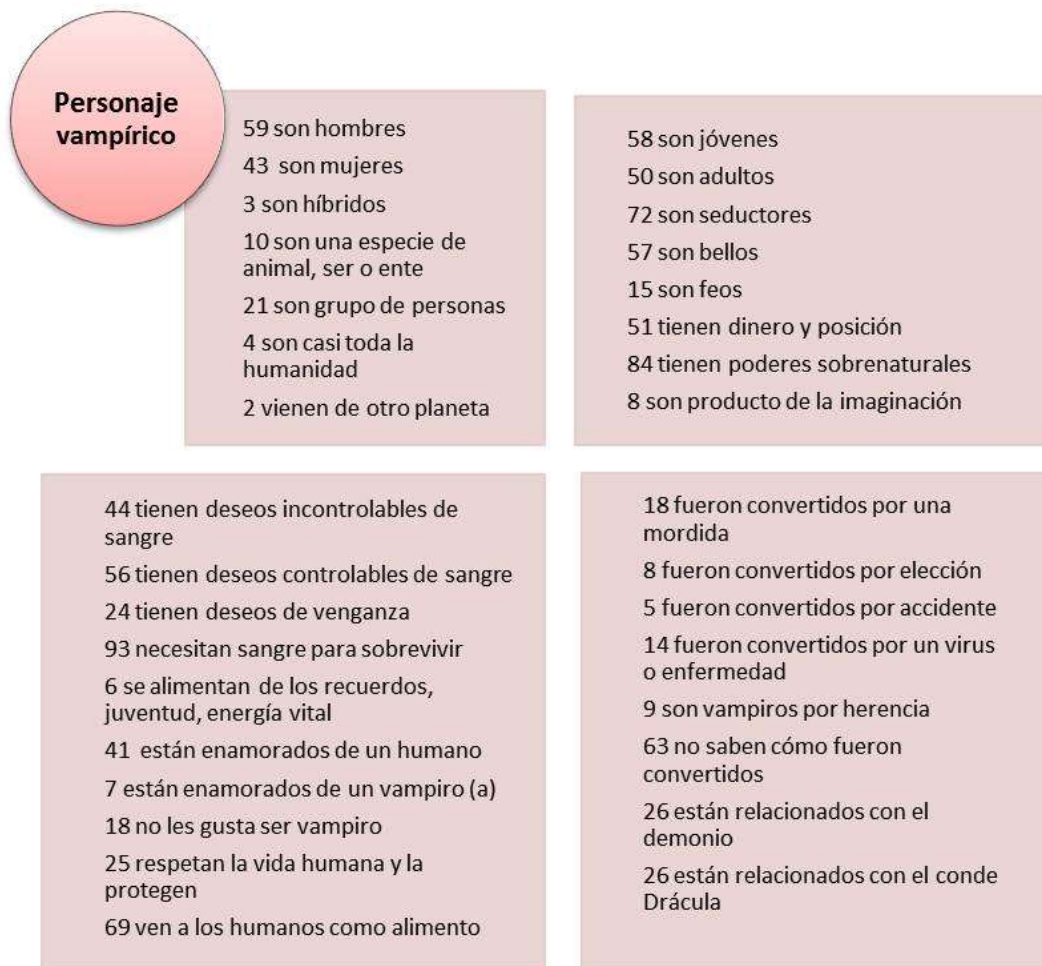 Personaje
vampírico
59 son hombres
43 son mujeres
3 son híbridos
10 son una especie de
animal, ser o ente
21 son grupo de personas
4 son casi toda la
humanidad
2 vienen de otro planeta
58 son jóvenes
50 son adultos
72 son seductores
57 son bellos
15 son feos
51 tienen dinero y posición
84 tienen poderes sobrenaturales
8 son producto de la imaginación
44 tienen deseos incontrolables de
sangre
56 tienen deseos controlables de sangre
24 tienen deseos de venganza
93 necesitan sangre para sobrevivir
6 se alimentan de los recuerdos,
juventud, energía vital
41 están enamorados de un humano
7 están enamorados de un vampiro (a)
18 no les gusta ser vampiro
25 respetan la vida humana y la
protegen
69 ven a los humanos como alimento
18 fueron convertidos por una
mordida
8 fueron convertidos por elección
5 fueron convertidos por accidente
14 fueron convertidos por un virus
o enfermedad
9 son vampiros por herencia
63 no saben cómo fueron
convertidos
26 están relacionados con el
demonio
26 están relacionados con el conde
Drácula